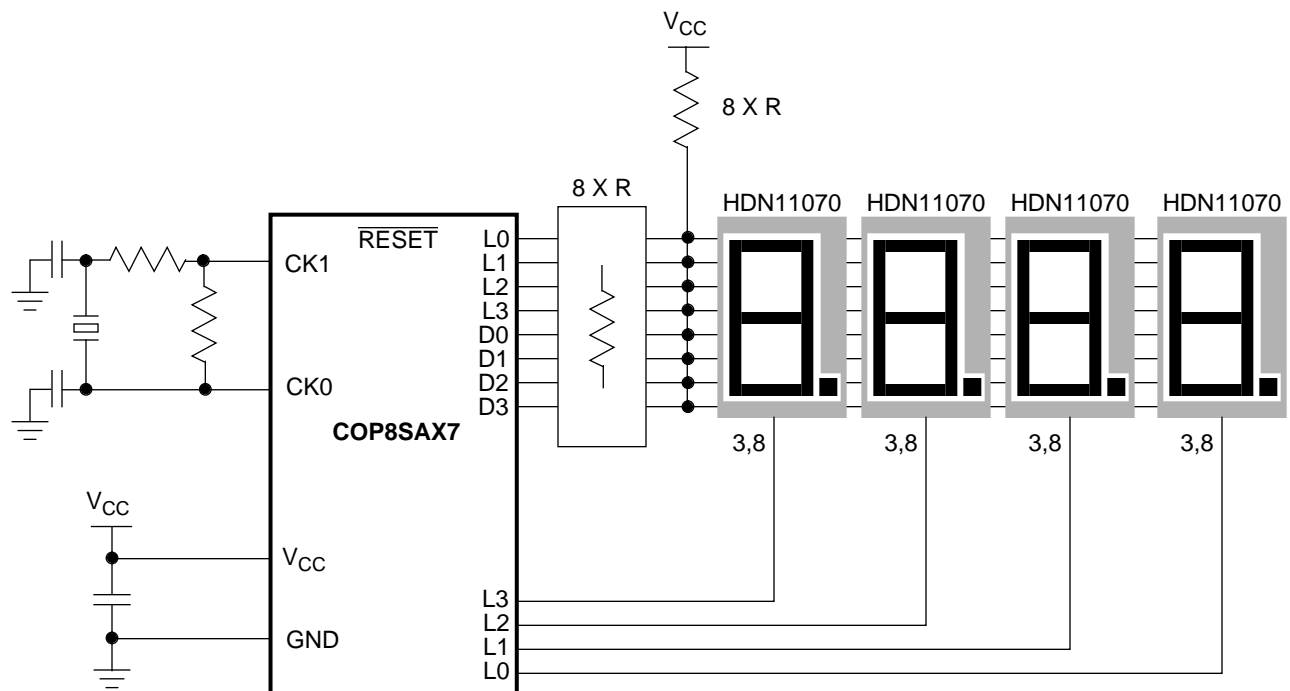 VCC
8 X R
8 X R
HDN11070 HDN11070 HDN11070 HDN11070
RESET
CK1
CK0
COP8SAX7
L0
L1
L2
L3
D0
D1
D2
D3
3,8 3,8 3,8 3,8
VCC
VCC
GND
L3
L2
L1
L0